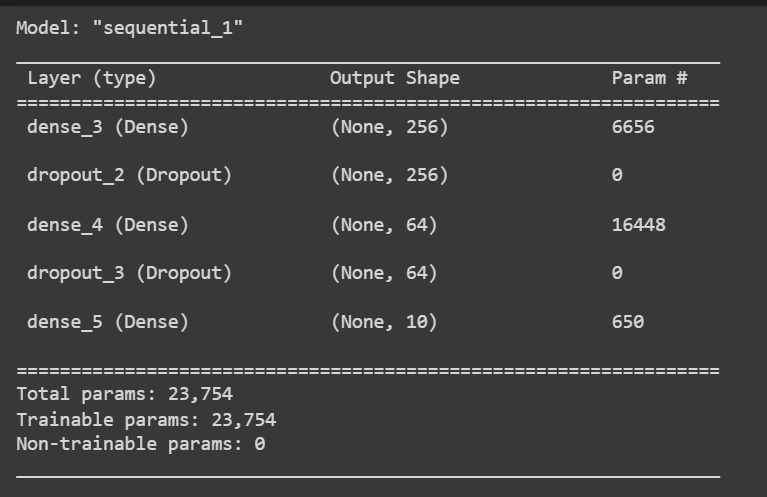 Model: "sequential_1"
_________________________________________________________________
Layer (type) Output Shape Param #
=================================================================
dense_3 (Dense) (None, 256) 6656
dropout_2 (Dropout) (None, 256) 0
dense_4 (Dense) (None, 64) 16448
dropout_3 (Dropout) (None, 64) 0
dense_5 (Dense) (None, 10) 650
=================================================================
Total params: 23,754
Trainable params: 23,754
Non-trainable params: 0
_________________________________________________________________